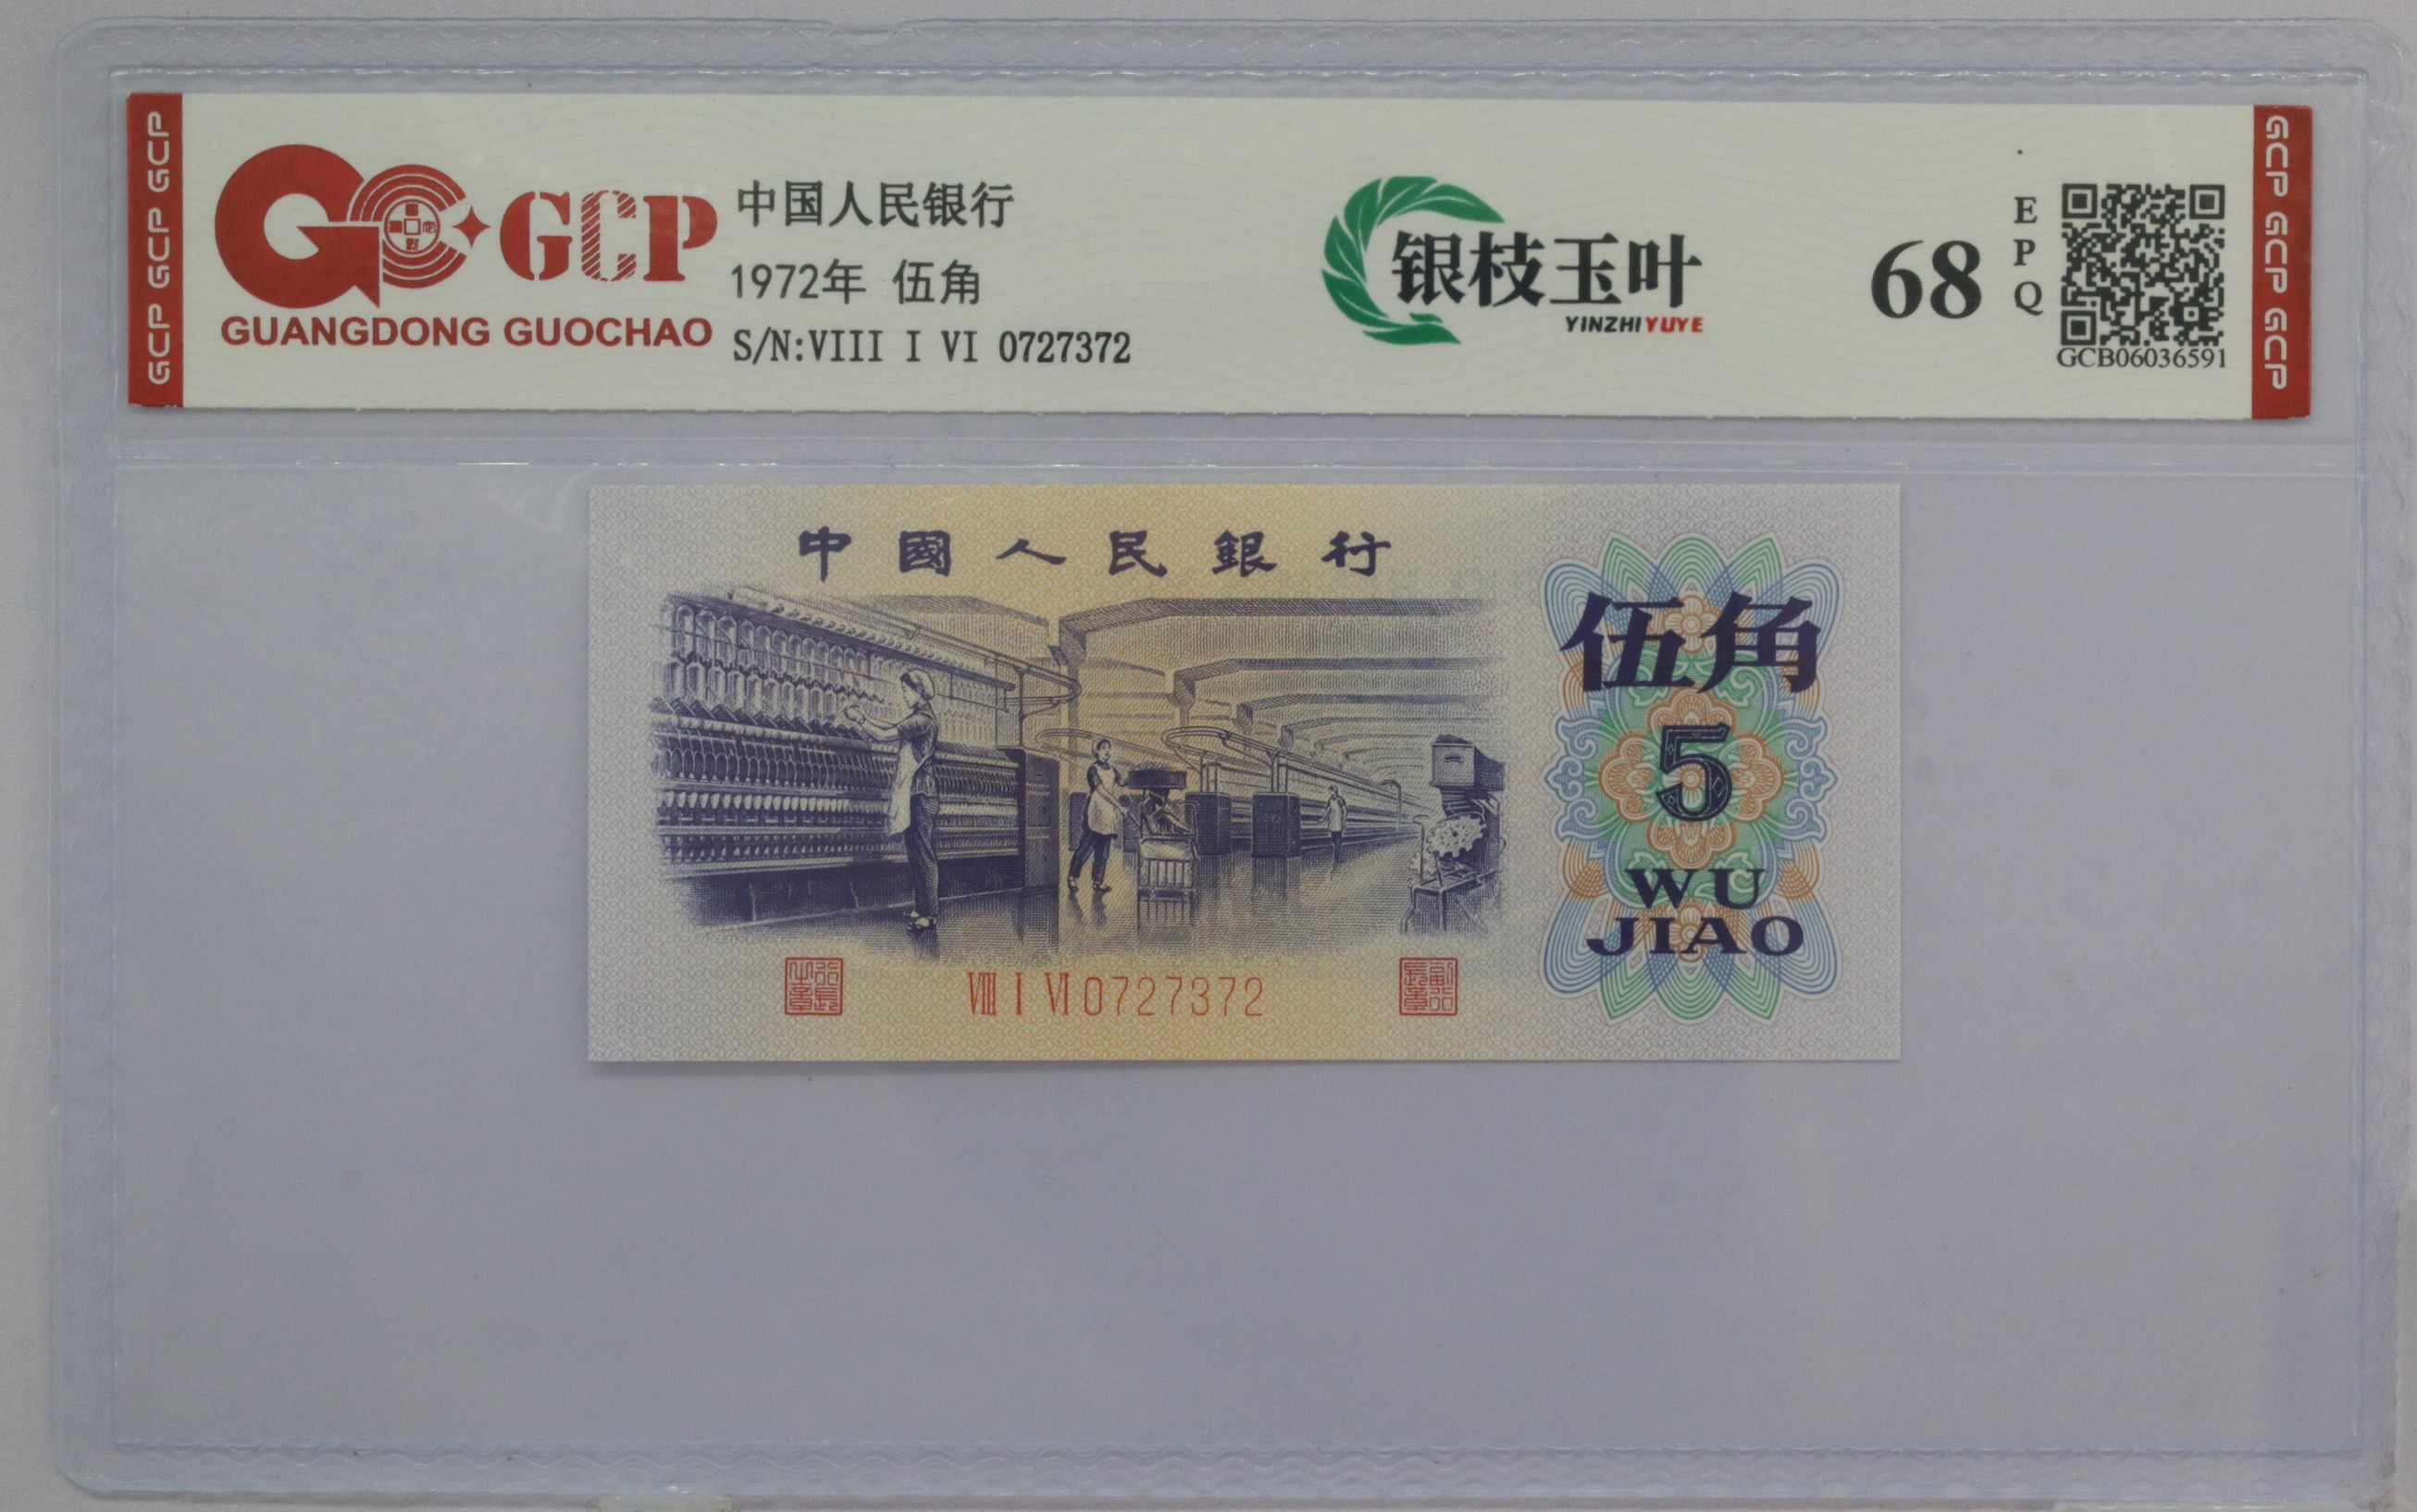 GCP GCP GCP
GCP
GUANGDONG GUOCHAO
中国人民银行
1972年 伍角
S/N:VIII I VI 0727372
银枝玉叶
YINZHIYUYE
68
EPQ
GCB06036591
GCP GCP GCP
中國人民銀行
伍角
5
WU
JIAO
VIII I VI 0727372